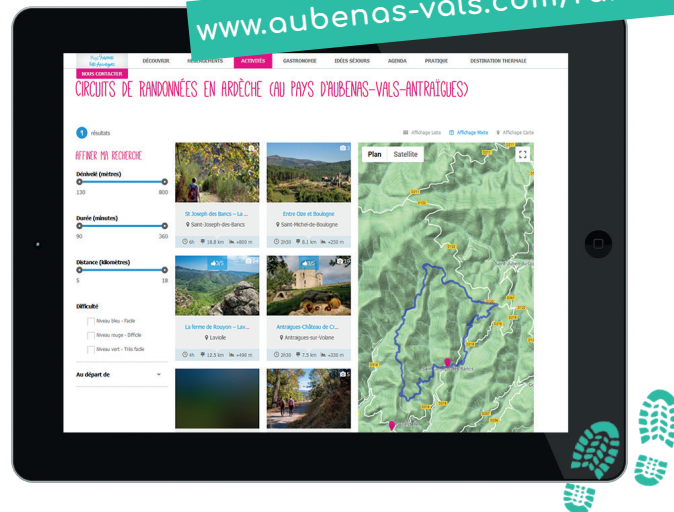 www.aubenas-vals.com/
DÉCOUVRIR HÉBERGEMENTS ACTIVITÉS GASTRONOMIE IDÉES SÉJOURS AGENDA PRATIQUE DESTINATION THERMALE
NOUS CONTACTER
CIRCUITS DE RANDONNÉES EN ARDÈCHE (AU PAYS D'AUBENAS-VALS-ANTRAÏGUES)
résultats
Affichage Liste Affichage Mixte Affichage Carte
AFFINER MA RECHERCHE
Dénivelé (mètres)
130 800
Durée (minutes)
90 360
Distance (kilomètres)
5 18
Difficulté
Niveau bleu - Facile
Niveau rouge - Difficile
Niveau vert - Très facile
Au départ de
St Joseph des Bancs – La ...
Saint-Joseph-des-Bancs
6h 18.8 km +800 m
Entre Oize et Boulogne
Saint-Michel-de-Boulogne
2h30 8.1 km +250 m
La ferme de Rouyon – Lav...
Laviolle
4h 12.5 km +490 m
Antraigues-Château de Cr...
Antraigues-sur-Volane
2h30 7.5 km +330 m
Plan Satellite